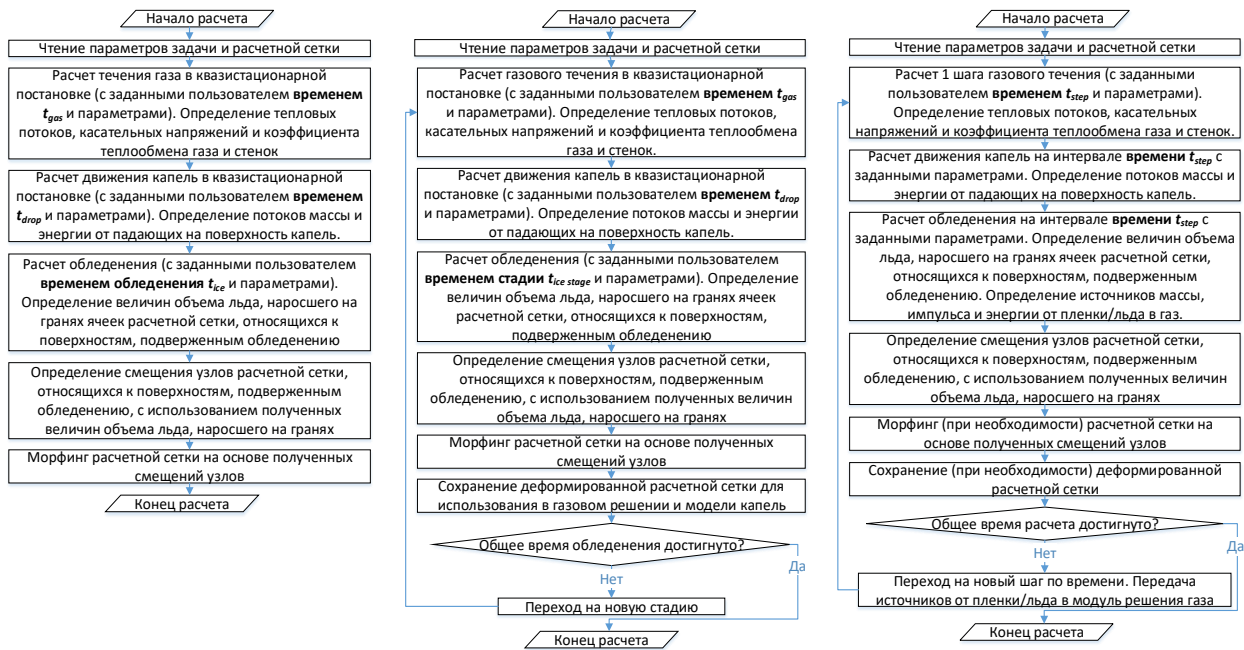 Начало расчета
Чтение параметров задачи и расчетной сетки
Расчет течения газа в квазистационарной
постановке (с заданными пользователем временем
t_gas и параметрами). Определение тепловых
потоков, касательных напряжений и коэффициента
теплообмена газа и стенок
Расчет движения капель в квазистационарной
постановке (с заданными пользователем временем
t_drop и параметрами). Определение потоков массы и
энергии от падающих на поверхность капель.
Расчет обледенения (с заданными пользователем
временем обледенения t_ice и параметрами).
Определение величин объема льда, наросшего на
гранях ячеек расчетной сетки, относящихся к
поверхностям, подверженным обледенению
Определение смещения узлов расчетной сетки,
относящихся к поверхностям, подверженным
обледенению, с использованием полученных
величин объема льда, наросшего на гранях
Морфинг расчетной сетки на основе полученных
смещений узлов
Конец расчета
Начало расчета
Чтение параметров задачи и расчетной сетки
Расчет газового течения в квазистационарной
постановке (с заданными пользователем временем t_gas
и параметрами). Определение тепловых потоков,
касательных напряжений и коэффициента теплообмена
газа и стенок.
Расчет движения капель в квазистационарной
постановке (с заданными пользователем временем t_drop
и параметрами). Определение потоков массы и энергии
от падающих на поверхность капель.
Расчет обледенения (с заданными пользователем
временем стадии t_ice stage и параметрами). Определение
величин объема льда, наросшего на гранях ячеек
расчетной сетки, относящихся к поверхностям,
подверженным обледенению
Определение смещения узлов расчетной сетки,
относящихся к поверхностям, подверженным
обледенению, с использованием полученных величин
объема льда, наросшего на гранях
Морфинг расчетной сетки на основе полученных
смещений узлов
Сохранение деформированной расчетной сетки для
использования в газовом решении и модели капель
Общее время обледенения достигнуто?
Да
Нет
Переход на новую стадию
Конец расчета
Начало расчета
Чтение параметров задачи и расчетной сетки
Расчет 1 шага газового течения (с заданными
пользователем временем t_step и параметрами).
Определение тепловых потоков, касательных
напряжений и коэффициента теплообмена газа и стенок.
Расчет движения капель на интервале времени t_step с
заданными параметрами. Определение потоков массы и
энергии от падающих на поверхность капель.
Расчет обледенения на интервале времени t_step с
заданными параметрами. Определение величин объема
льда, наросшего на гранях ячеек расчетной сетки,
относящихся к поверхностям, подверженным
обледенению. Определение источников массы,
импульса и энергии от пленки/льда в газ.
Определение смещения узлов расчетной сетки,
относящихся к поверхностям, подверженным
обледенению, с использованием полученных величин
объема льда, наросшего на гранях
Морфинг (при необходимости) расчетной сетки на
основе полученных смещений узлов
Сохранение (при необходимости) деформированной
расчетной сетки
Общее время расчета достигнуто?
Да
Нет
Переход на новый шаг по времени. Передача
источников от пленки/льда в модуль решения газа
Конец расчета